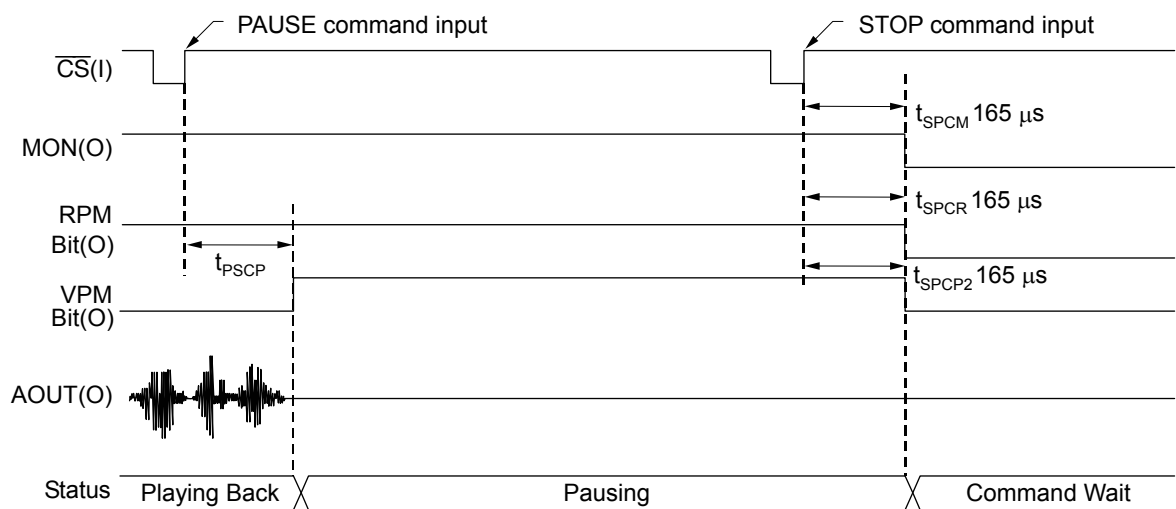 PAUSE command input
STOP command input
CS(I)
tSPCM 165 μs
MON(O)
tSPCR 165 μs
RPM
Bit(O)
tPSCP
tSPCP2 165 μs
VPM
Bit(O)
AOUT(O)
Status
Playing Back
Pausing
Command Wait